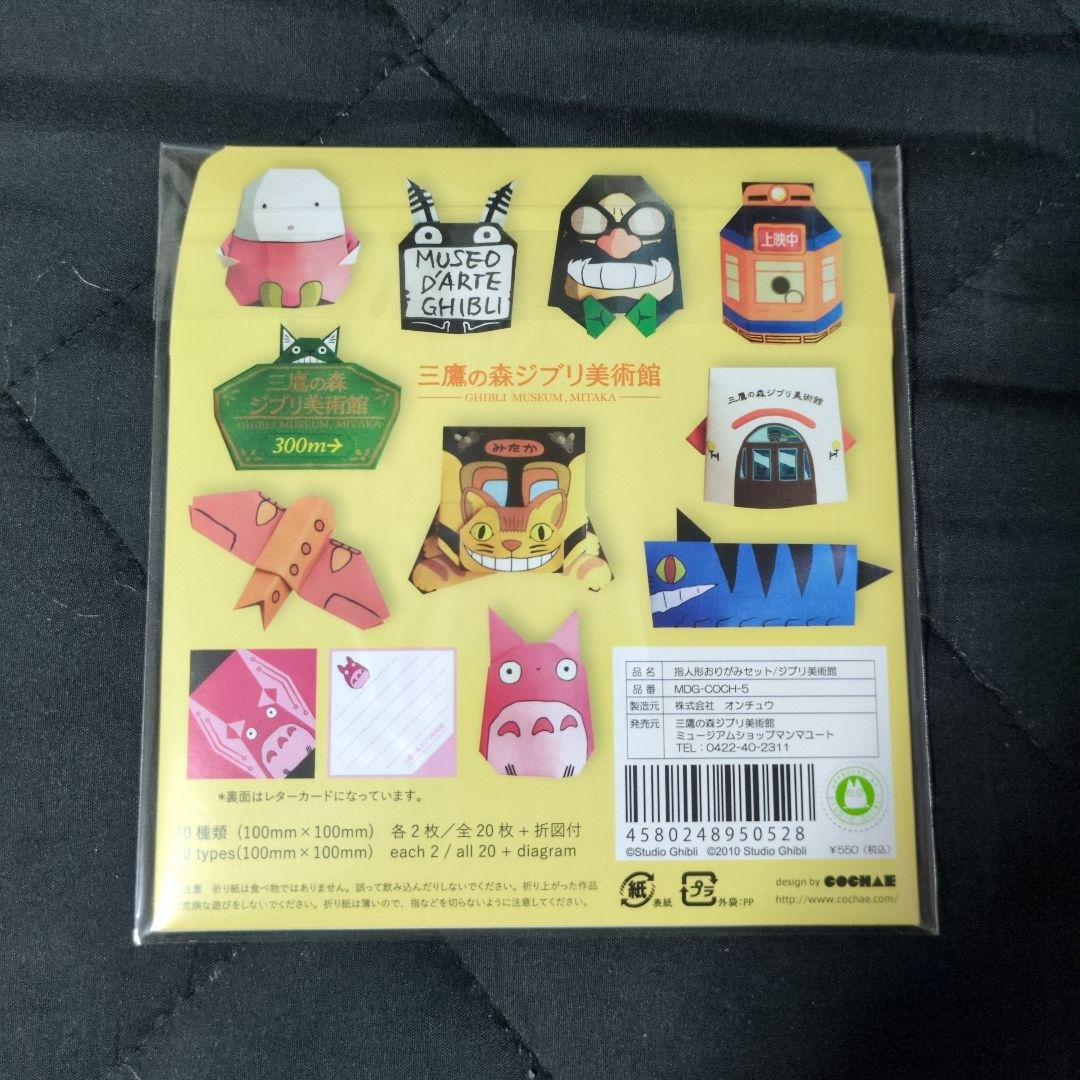 MUSEO
D'ARTE
GHIBLI
上映中
三鷹の森
ジブリ美術館
GHIBLI MUSEUM, MITAKA
300m→
三鷹の森ジブリ美術館
GHIBLI MUSEUM, MITAKA
三鷹の森ジブリ美術館
みたか
品名 指人形おりがみセット/ジブリ美術館
品番 MDG-COCH-5
製造元 株式会社 オンチュウ
発売元 三鷹の森ジブリ美術館
ミュージアムショップマンマユート
TEL：0422-40-2311
4580248950528
©Studio Ghibli ©2010 Studio Ghibli ¥550（税込）
*裏面はレターカードになっています。
10種類（100mm×100mm） 各2枚／全20枚＋折図付
types(100mm×100mm) each 2 / all 20 + diagram
注意 折り紙は食べ物ではありません。誤って飲み込んだりしないでください。折り上がった作品
危険な遊びをしないでください。折り紙は薄いので、指などを切らないように注意してください。
紙 表紙
プラ 外袋：PP
design by COCHAE
http://www.cochae.com/